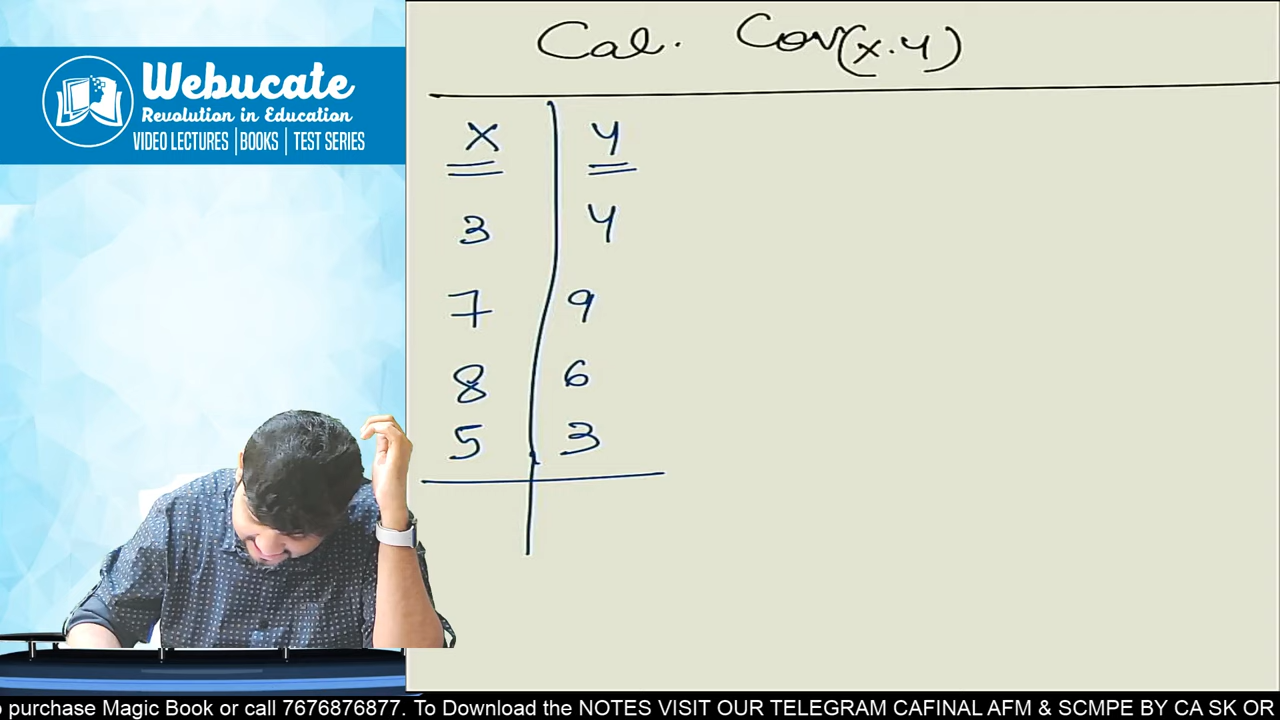 Cal. Cov(x.y)
Webucate
Revolution in Education
VIDEO LECTURES | BOOKS | TEST SERIES
x y
3 4
7 9
8 6
5 3
purchase Magic Book or call 7676876877. To Download the NOTES VISIT OUR TELEGRAM CAFINAL AFM & SCMPE BY CA SK OR